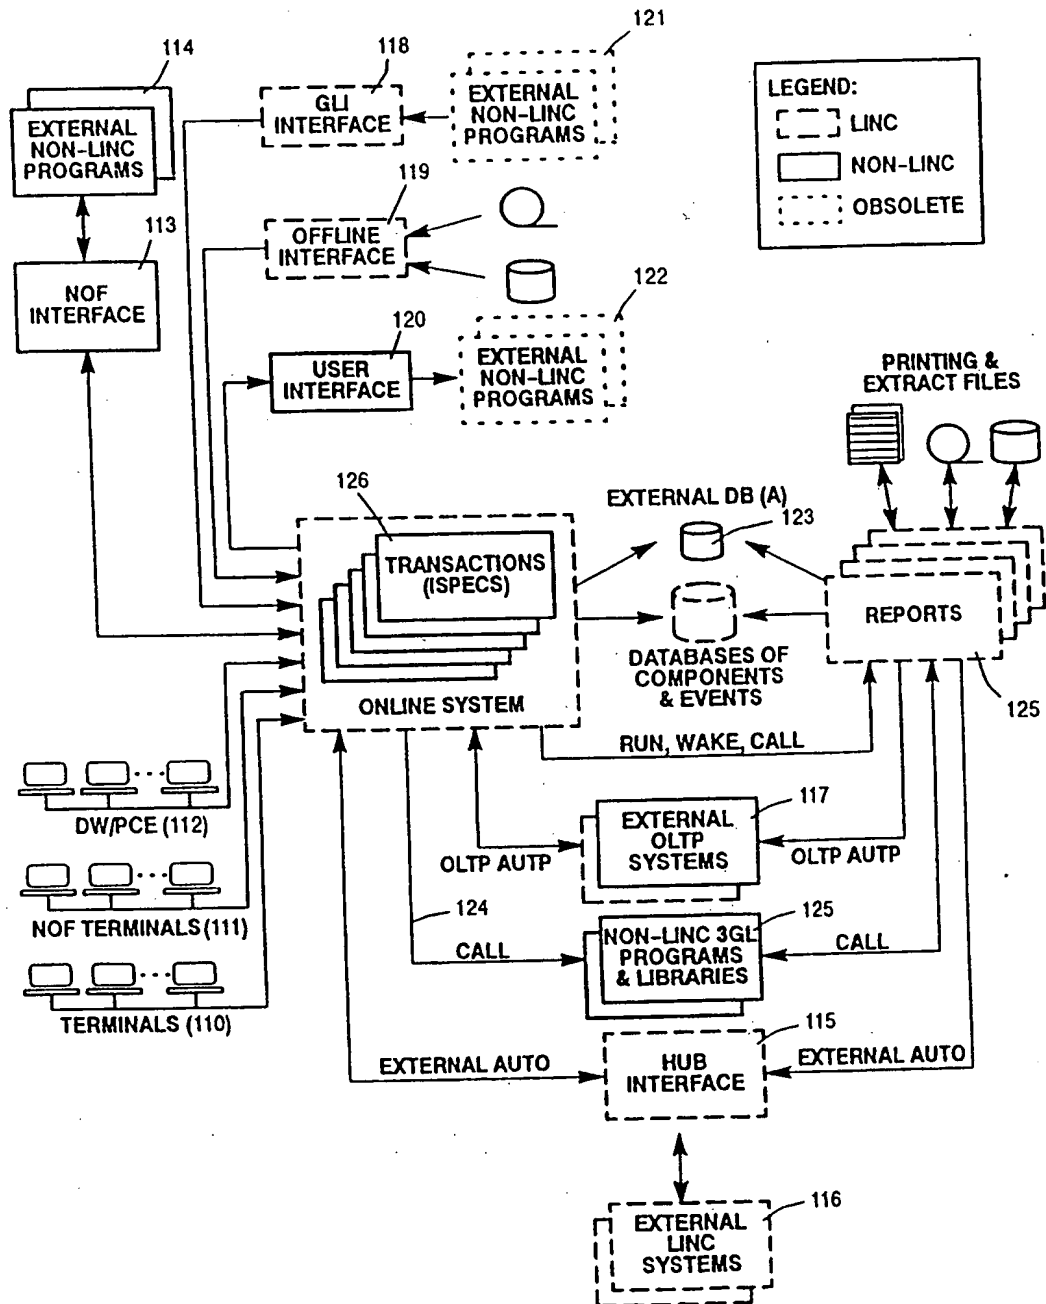 114
EXTERNAL
NON-LINC
PROGRAMS
118
GLI
INTERFACE
121
EXTERNAL
NON-LINC
PROGRAMS
LEGEND:
LINC
NON-LINC
OBSOLETE
113
NOF
INTERFACE
119
OFFLINE
INTERFACE
120
USER
INTERFACE
122
EXTERNAL
NON-LINC
PROGRAMS
PRINTING &
EXTRACT FILES
126
TRANSACTIONS
(ISPECS)
ONLINE SYSTEM
EXTERNAL DB (A)
123
DATABASES OF
COMPONENTS
& EVENTS
REPORTS
125
RUN, WAKE, CALL
DW/PCE (112)
NOF TERMINALS (111)
TERMINALS (110)
117
EXTERNAL
OLTP
SYSTEMS
OLTP AUTP
OLTP AUTP
124
CALL
125
NON-LINC 3GL
PROGRAMS
& LIBRARIES
CALL
115
EXTERNAL AUTO
HUB
INTERFACE
EXTERNAL AUTO
116
EXTERNAL
LINC
SYSTEMS